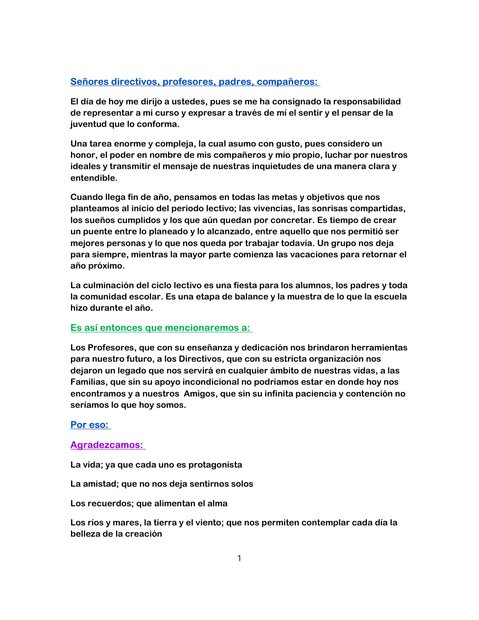 Señores directivos, profesores, padres, compañeros:
El día de hoy me dirijo a ustedes, pues se me ha consignado la responsabilidad
de representar a mi curso y expresar a través de mí el sentir y el pensar de la
juventud que lo conforma.
Una tarea enorme y compleja, la cual asumo con gusto, pues considero un
honor, el poder en nombre de mis compañeros y mío propio, luchar por nuestros
ideales y transmitir el mensaje de nuestras inquietudes de una manera clara y
entendible.
Cuando llega fin de año, pensamos en todas las metas y objetivos que nos
planteamos al inicio del periodo lectivo; las vivencias, las sonrisas compartidas,
los sueños cumplidos y los que aún quedan por concretar. Es tiempo de crear
un puente entre lo planeado y lo alcanzado, entre aquello que nos permitió ser
mejores personas y lo que nos queda por trabajar todavía. Un grupo nos deja
para siempre, mientras la mayor parte comienza las vacaciones para retornar el
año próximo.
La culminación del ciclo lectivo es una fiesta para los alumnos, los padres y toda
la comunidad escolar. Es una etapa de balance y la muestra de lo que la escuela
hizo durante el año.
Es así entonces que mencionaremos a:
Los Profesores, que con su enseñanza y dedicación nos brindaron herramientas
para nuestro futuro, a los Directivos, que con su estricta organización nos
dejaron un legado que nos servirá en cualquier ámbito de nuestras vidas, a las
Familias, que sin su apoyo incondicional no podríamos estar en donde hoy nos
encontramos y a nuestros Amigos, que sin su infinita paciencia y contención no
seríamos lo que hoy somos.
Por eso:
Agradezcamos:
La vida; ya que cada uno es protagonista
La amistad; que no nos deja sentirnos solos
Los recuerdos; que alimentan el alma
Los ríos y mares, la tierra y el viento; que nos permiten contemplar cada día la
belleza de la creación
1